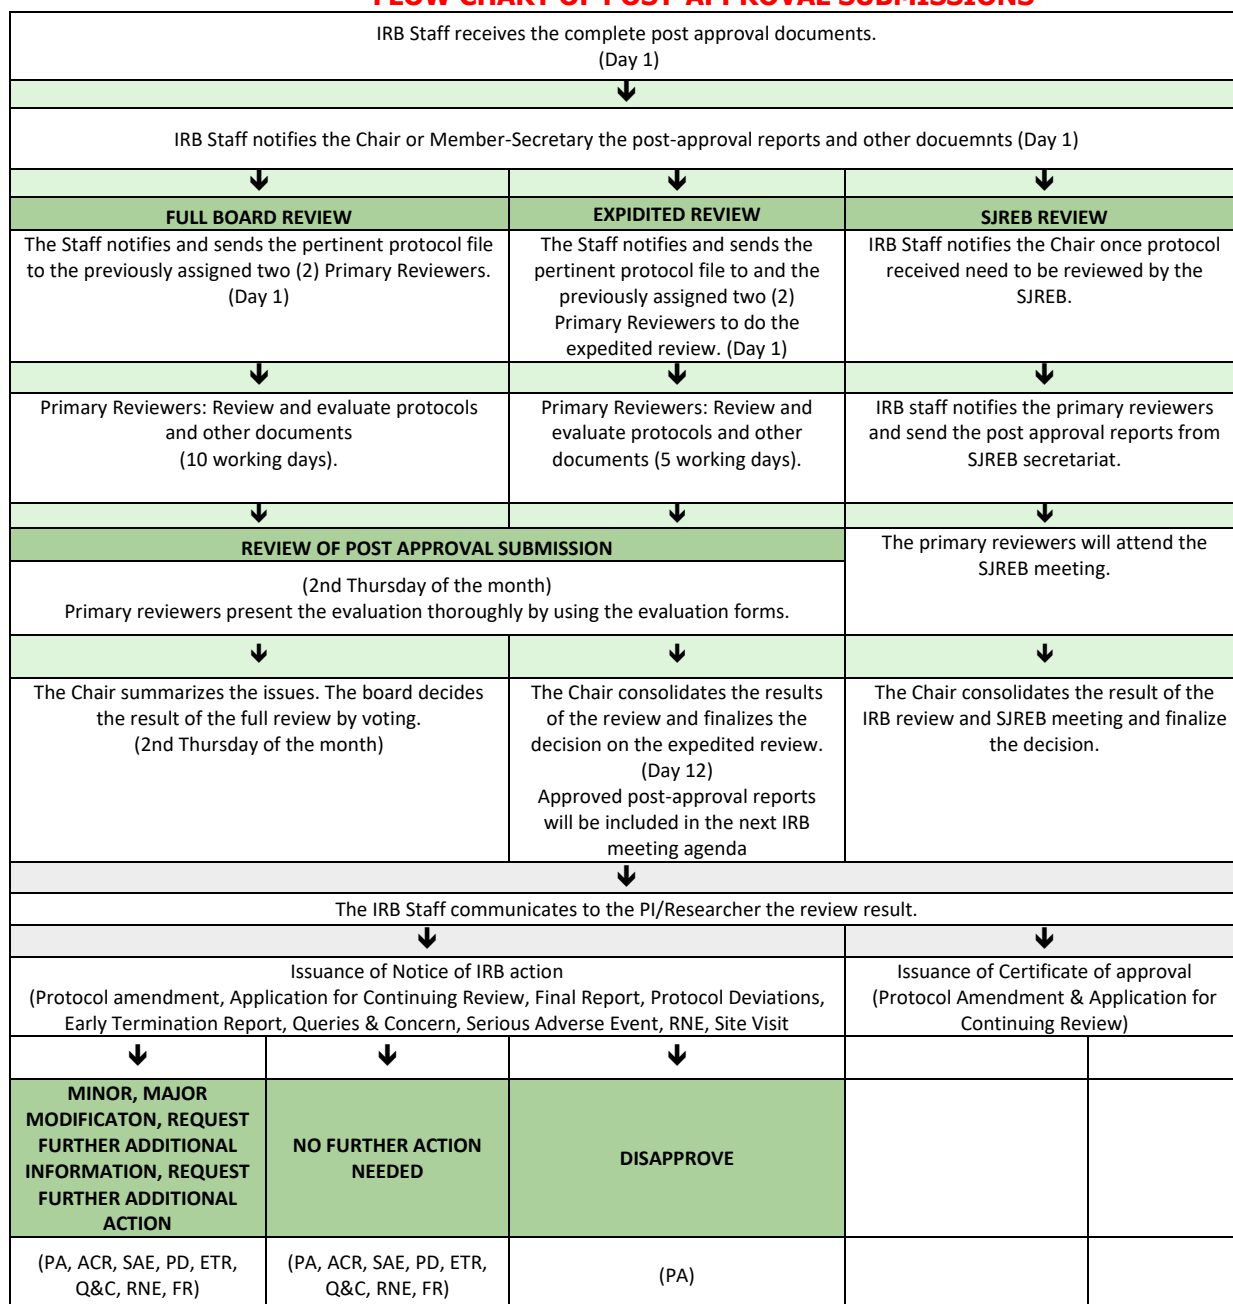 FLOW CHART OF POST APPROVAL SUBMISSIONS
IRB Staff receives the complete post approval documents.
(Day 1)
IRB Staff notifies the Chair or Member-Secretary the post-approval reports and other docuemnts (Day 1)
FULL BOARD REVIEW
The Staff notifies and sends the pertinent protocol file
to the previously assigned two (2) Primary Reviewers.
(Day 1)
EXPIDITED REVIEW
The Staff notifies and sends the
pertinent protocol file to and the
previously assigned two (2)
Primary Reviewers to do the
expedited review. (Day 1)
SJREB REVIEW
IRB Staff notifies the Chair once protocol
received need to be reviewed by the
SJREB.
Primary Reviewers: Review and evaluate protocols
and other documents
(10 working days).
Primary Reviewers: Review and
evaluate protocols and other
documents (5 working days).
IRB staff notifies the primary reviewers
and send the post approval reports from
SJREB secretariat.
REVIEW OF POST APPROVAL SUBMISSION
(2nd Thursday of the month)
Primary reviewers present the evaluation thoroughly by using the evaluation forms.
The primary reviewers will attend the
SJREB meeting.
The Chair summarizes the issues. The board decides
the result of the full review by voting.
(2nd Thursday of the month)
The Chair consolidates the results
of the review and finalizes the
decision on the expedited review.
(Day 12)
Approved post-approval reports
will be included in the next IRB
meeting agenda
The Chair consolidates the result of the
IRB review and SJREB meeting and finalize
the decision.
The IRB Staff communicates to the PI/Researcher the review result.
Issuance of Notice of IRB action
(Protocol amendment, Application for Continuing Review, Final Report, Protocol Deviations,
Early Termination Report, Queries & Concern, Serious Adverse Event, RNE, Site Visit
Issuance of Certificate of approval
(Protocol Amendment & Application for
Continuing Review)
MINOR, MAJOR
MODIFICATON, REQUEST
FURTHER ADDITIONAL
INFORMATION, REQUEST
FURTHER ADDITIONAL
ACTION
NO FURTHER ACTION
NEEDED
DISAPPROVE
(PA, ACR, SAE, PD, ETR,
Q&C, RNE, FR)
(PA, ACR, SAE, PD, ETR,
Q&C, RNE, FR)
(PA)